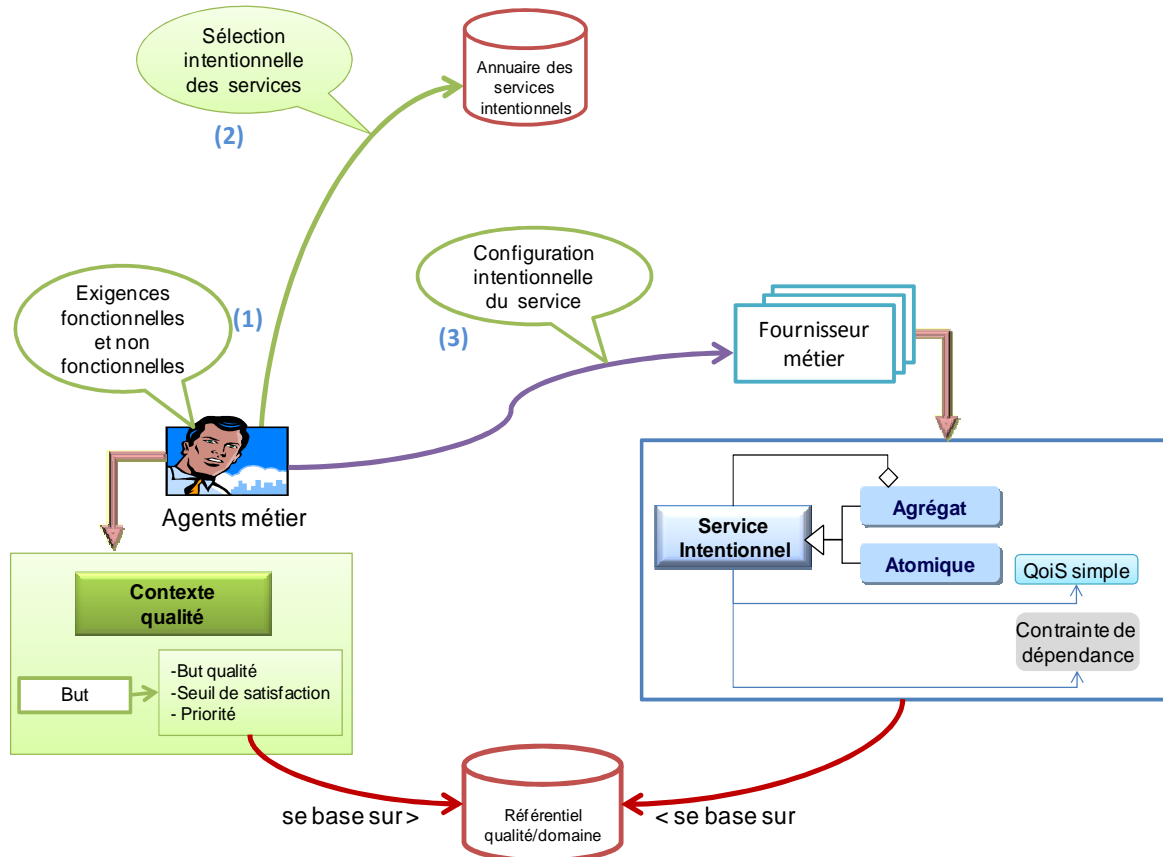 Sélection
intentionnelle
des services
(2)
Annuaire des
services
intentionnels
Exigences
fonctionnelles
et non
fonctionnelles
(1)
Configuration
intentionnelle
du service
(3)
Fournisseur
métier
Agents métier
Contexte
qualité
But
-But qualité
-Seuil de satisfaction
- Priorité
Service
Intentionnel
Agrégat
Atomique
QoiS simple
Contrainte de
dépendance
se base sur >
Référentiel
qualité/domaine
< se base sur